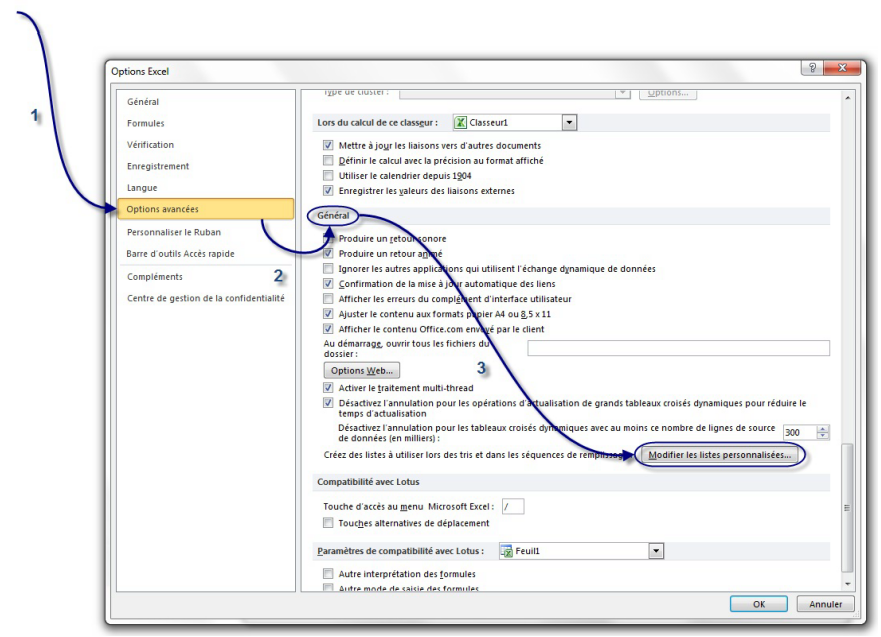 Options Excel
1
Général
Formules
Vérification
Enregistrement
Langue
Options avancées
Personnaliser le Ruban
Barre d'outils Accès rapide
Compléments
Centre de gestion de la confidentialité
2
Type de cluster :
Options...
Lors du calcul de ce classeur : Classeur1
Mettre à jour les liaisons vers d'autres documents
Définir le calcul avec la précision au format affiché
Utiliser le calendrier depuis 1904
Enregistrer les valeurs des liaisons externes
Général
Produire un retour sonore
Produire un retour animé
Ignorer les autres applications qui utilisent l'échange dynamique de données
Confirmation de la mise à jour automatique des liens
Afficher les erreurs du complément d'interface utilisateur
Ajuster le contenu aux formats papier A4 ou 8,5 x 11
Afficher le contenu Office.com envoyé par le client
Au démarrage, ouvrir tous les fichiers du
dossier :
Options Web...
3
Activer le traitement multi-thread
Désactivez l'annulation pour les opérations d'actualisation de grands tableaux croisés dynamiques pour réduire le
temps d'actualisation
Désactivez l'annulation pour les tableaux croisés dynamiques avec au moins ce nombre de lignes de source
de données (en milliers) :
300
Créez des listes à utiliser lors des tris et dans les séquences de remplissage
Modifier les listes personnalisées...
Compatibilité avec Lotus
Touche d'accès au menu Microsoft Excel : /
Touches alternatives de déplacement
Paramètres de compatibilité avec Lotus : Feuil1
Autre interprétation des formules
Autre mode de saisie des formules
OK
Annuler